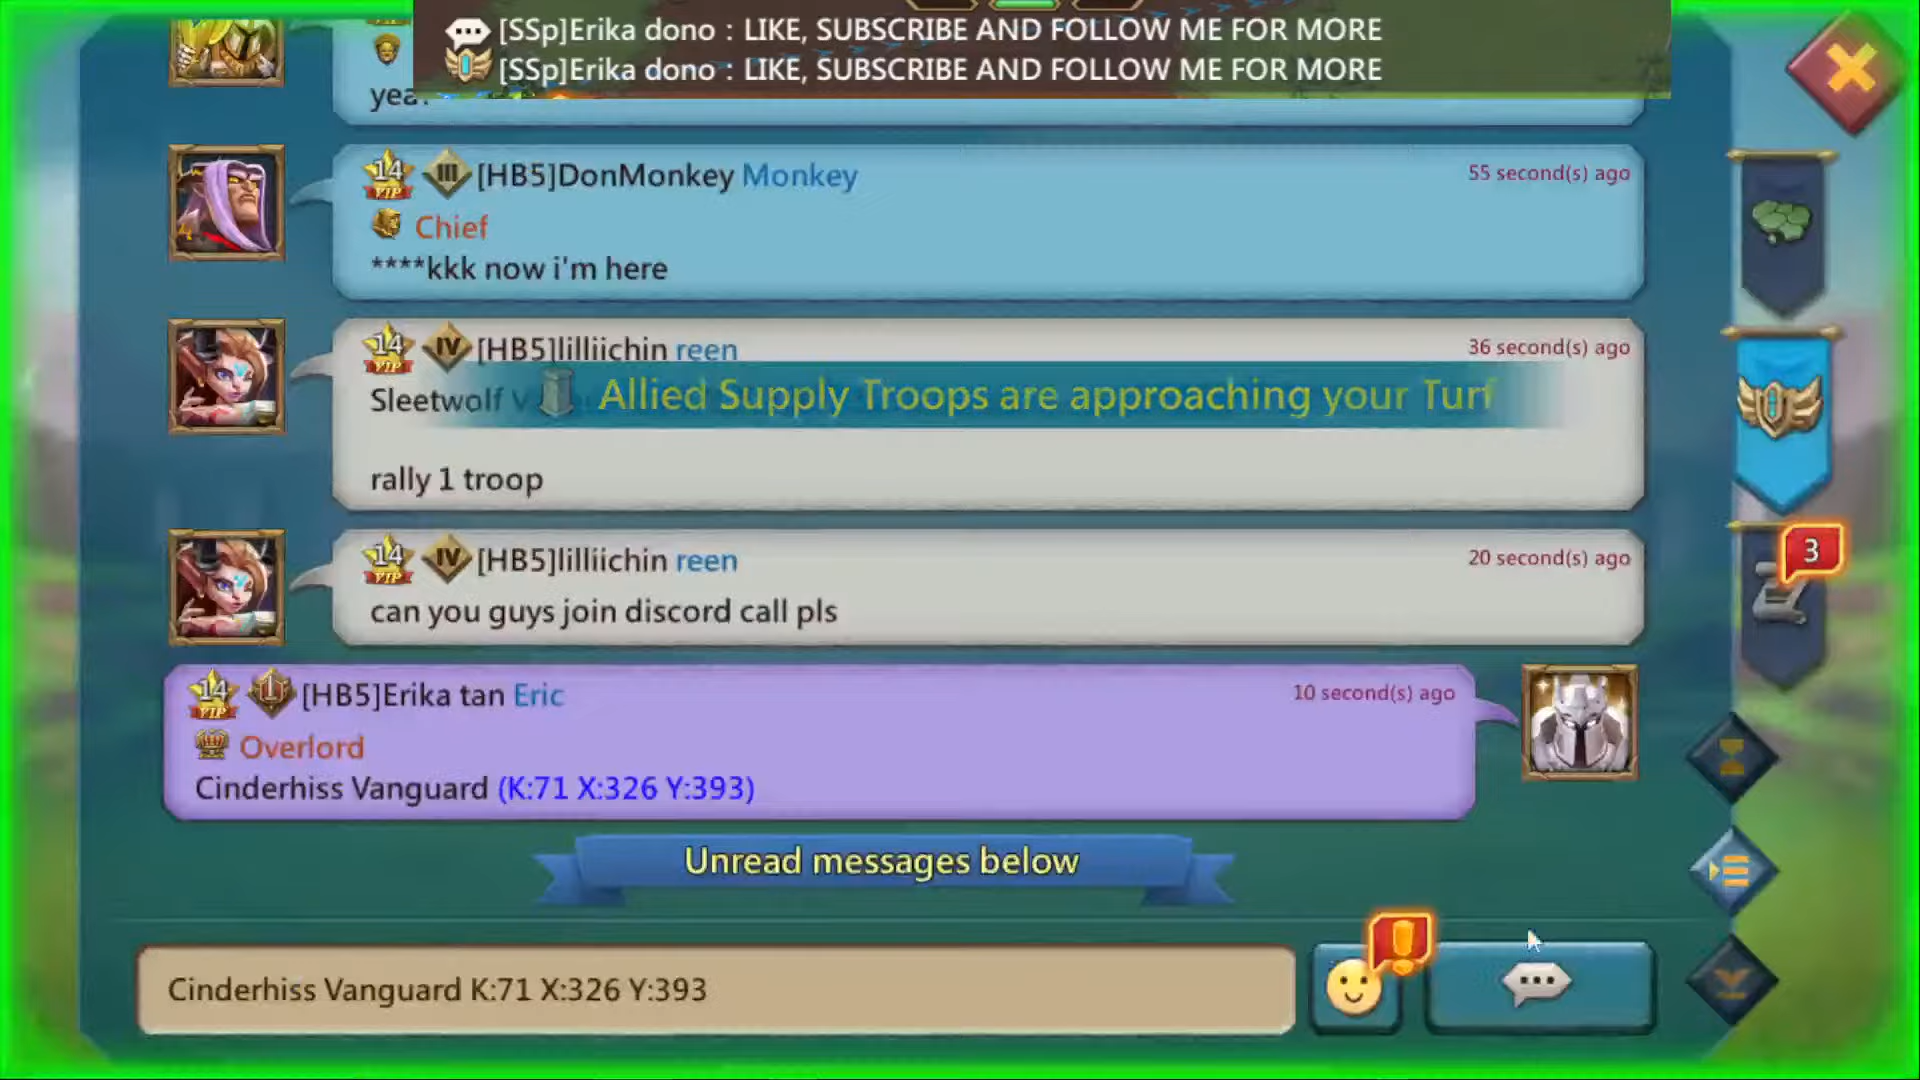 [SSp]Erika dono : LIKE, SUBSCRIBE AND FOLLOW ME FOR MORE
[SSp]Erika dono : LIKE, SUBSCRIBE AND FOLLOW ME FOR MORE
14 VIP III [HB5]DonMonkey Monkey 55 second(s) ago
Chief
****kkk now i'm here
14 VIP IV [HB5]lilliichin reen 36 second(s) ago
Sleetwolf
Allied Supply Troops are approaching your Turf
rally 1 troop
14 VIP IV [HB5]lilliichin reen 20 second(s) ago
can you guys join discord call pls
3
14 VIP I [HB5]Erika tan Eric 10 second(s) ago
Overlord
Cinderhiss Vanguard (K:71 X:326 Y:393)
Unread messages below
Cinderhiss Vanguard K:71 X:326 Y:393